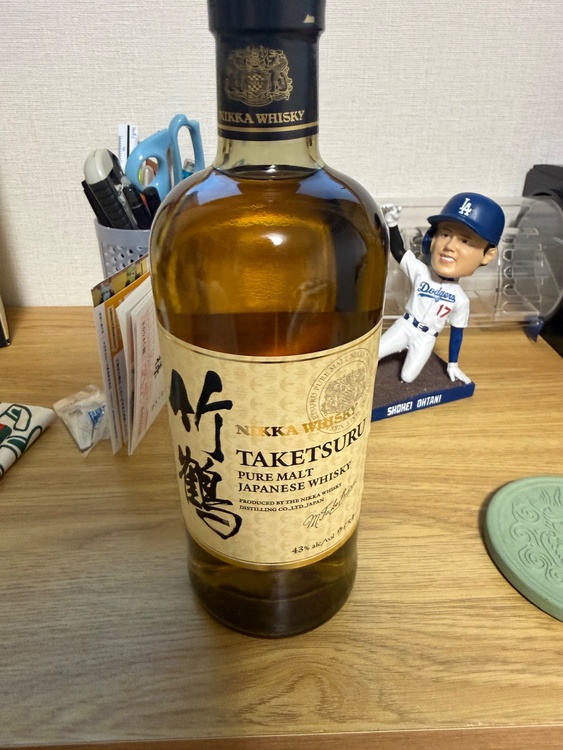 NIKKA WHISKY
竹鶴
NIKKA WHISKY
TAKETSURU
PURE MALT
JAPANESE WHISKY
PRODUCED BY THE NIKKA WHISKY
DISTILLING CO.,LTD.,JAPAN.
43% alc/vol
LA
Dodgers
17
SHOHEI OHTANI